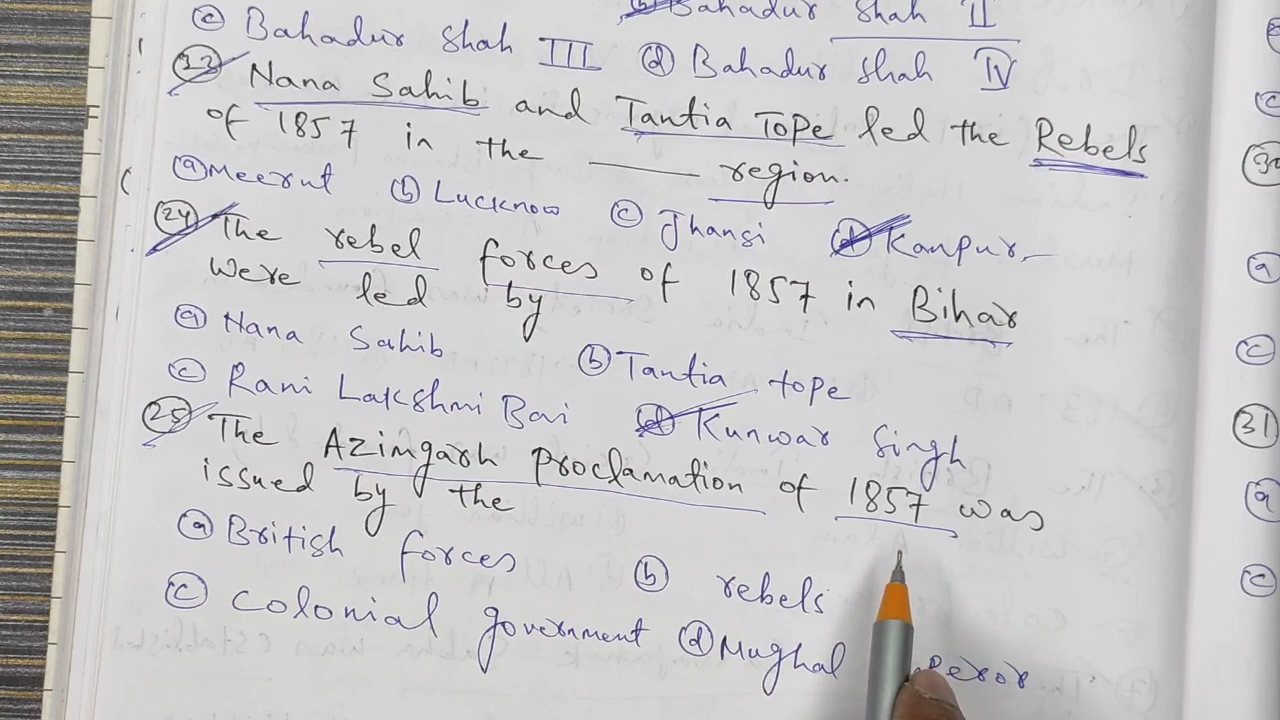 (b) Bahadur Shah II
(c) Bahadur Shah III (d) Bahadur Shah IV
(23) Nana Sahib and Tantia Tope led the Rebels
of 1857 in the ——— region.
(a) Meerut (b) Lucknow (c) Jhansi (d) Kanpur
(24) The rebel forces of 1857 in Bihar
were led by
(a) Nana Sahib (b) Tantia tope
(c) Rani Lakshmi Bai (d) Kunwar Singh
(25) The Azimgarh proclamation of 1857 was
issued by the
(a) British forces (b) rebels
(c) colonial government (d) Mughal
(31)
(a)
(c)